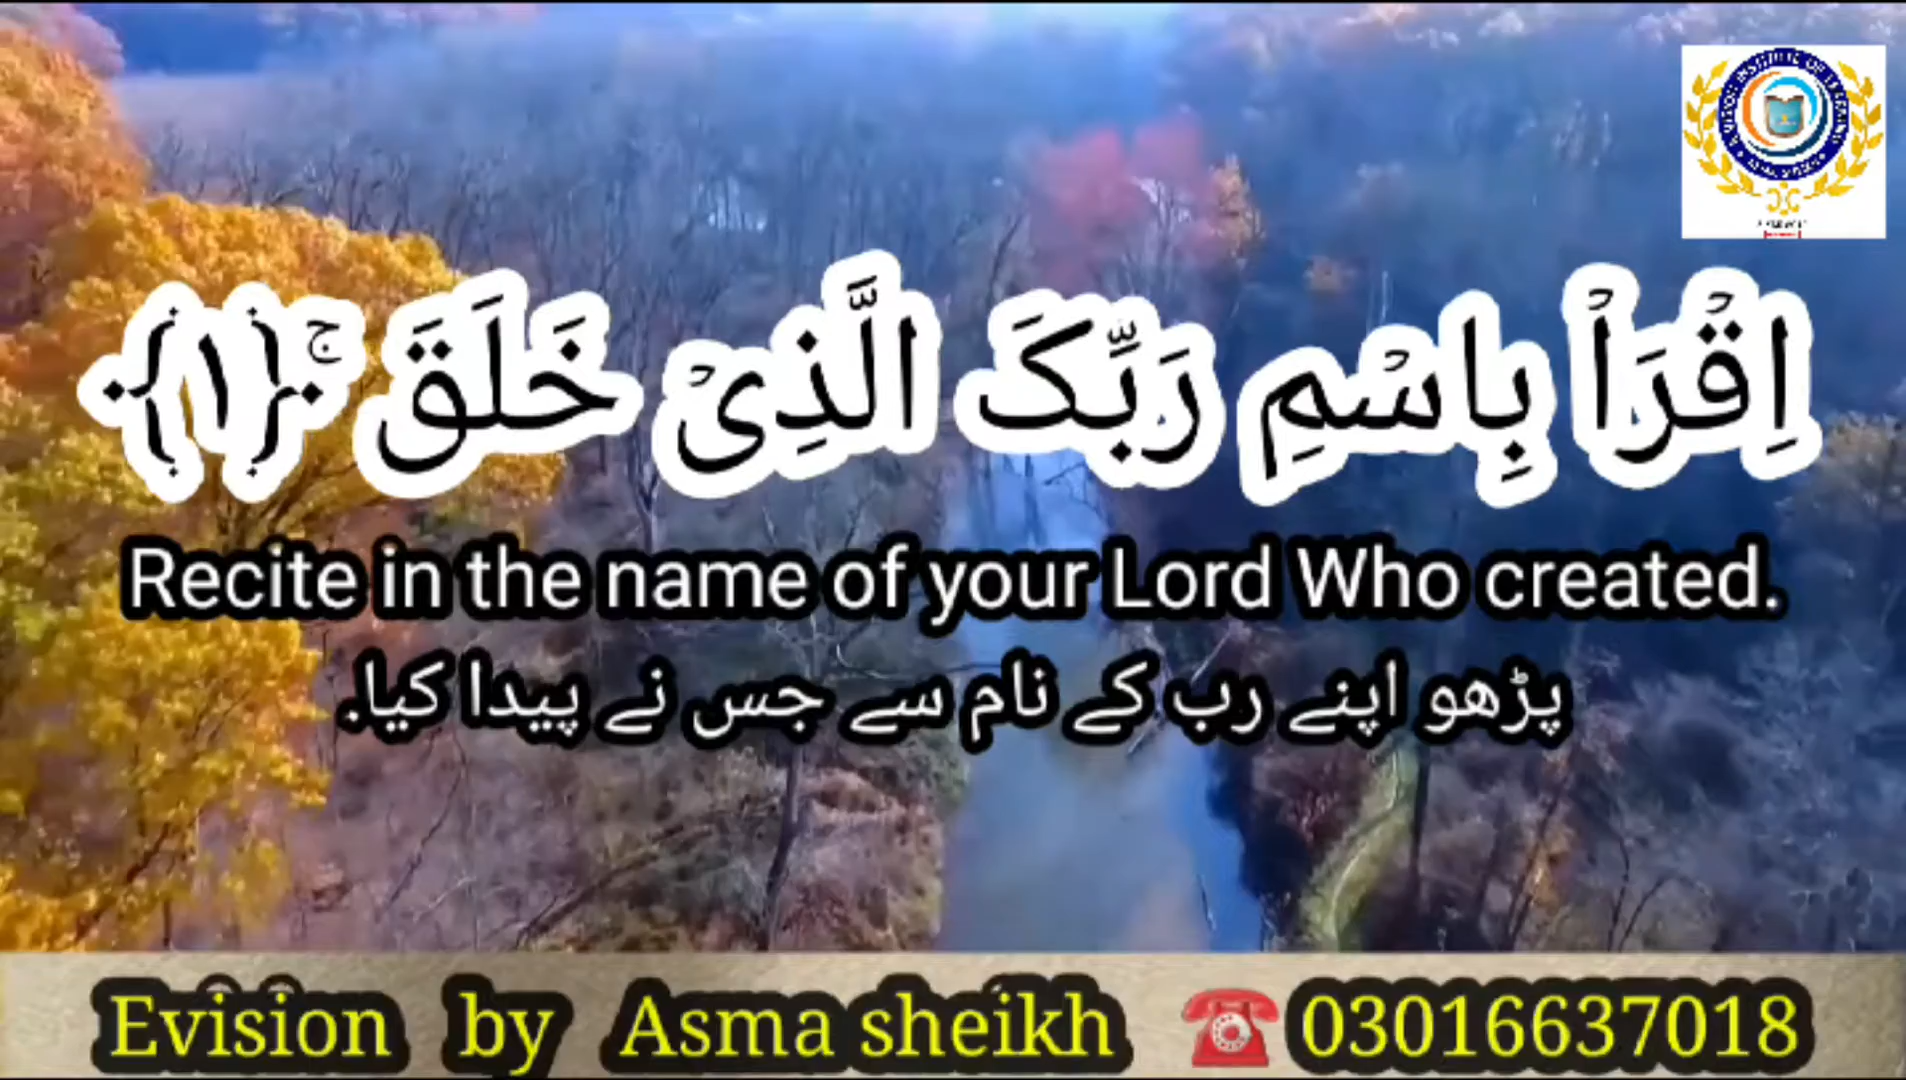 اِقۡرَاۡ بِاسۡمِ رَبِّکَ الَّذِیۡ خَلَقَ ۚ﴿۱﴾
Recite in the name of your Lord Who created.
پڑھو اپنے رب کے نام سے جس نے پیدا کیا.
Evision by Asma sheikh ☎03016637018